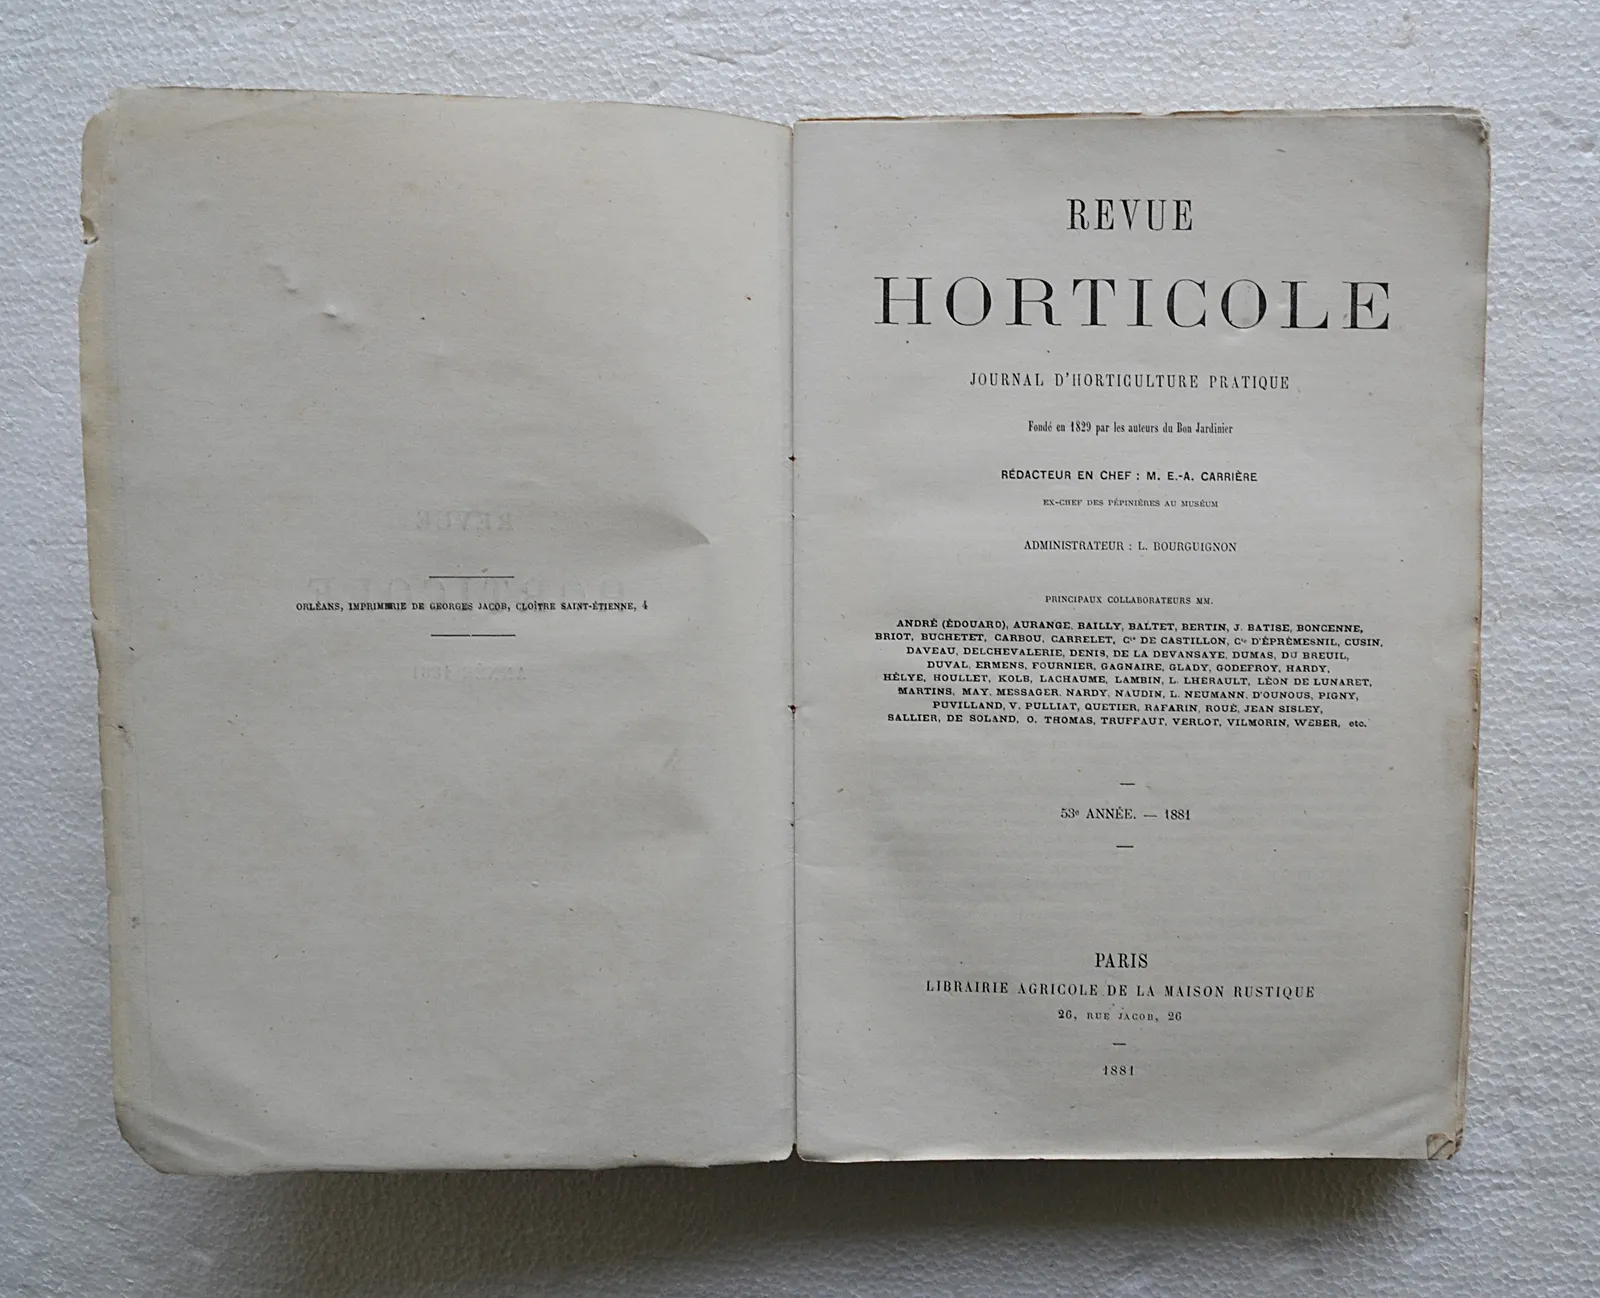 ORLÉANS, IMPRIMERIE DE GEORGES JACOB, CLOÎTRE SAINT-ÉTIENNE, 4
REVUE
HORTICOLE
JOURNAL D'HORTICULTURE PRATIQUE
Fondé en 1829 par les auteurs du Bon Jardinier
RÉDACTEUR EN CHEF : M. E.-A. CARRIÈRE
EX-CHEF DES PÉPINIÈRES AU MUSÉUM
ADMINISTRATEUR : L. BOURGUIGNON
PRINCIPAUX COLLABORATEURS MM.
ANDRÉ (ÉDOUARD), AURANGE, BAILLY, BALTET, BERTIN, J. BATISE, BONCENNE,
BRIOT, BUCHETET, CARBOU, CARRELET, Cte DE CASTILLON, Cte D'ÉPRÉMESNIL, CUSIN,
DAVEAU, DELCHEVALERIE, DENIS, DE LA DEVANSAYE, DUMAS, DU BREUIL,
DUVAL, ERMENS, FOURNIER, GAGNAIRE, GLADY, GODEFROY, HARDY,
HÉLYE, HOULLET, KOLB, LACHAUME, LAMBIN, L. LHÉRAULT, LÉON DE LUNARET,
MARTINS, MAY, MESSAGER, NARDY, NAUDIN, L. NEUMANN, D'OUNOUS, PIGNY,
PUVILLAND, V. PULLIAT, QUETIER, RAFARIN, ROUÉ, JEAN SISLEY,
SALLIER, DE SOLAND, O. THOMAS, TRUFFAUT, VERLOT, VILMORIN, WEBER, etc.
53e ANNÉE. — 1881
PARIS
LIBRAIRIE AGRICOLE DE LA MAISON RUSTIQUE
26, RUE JACOB, 26
1881